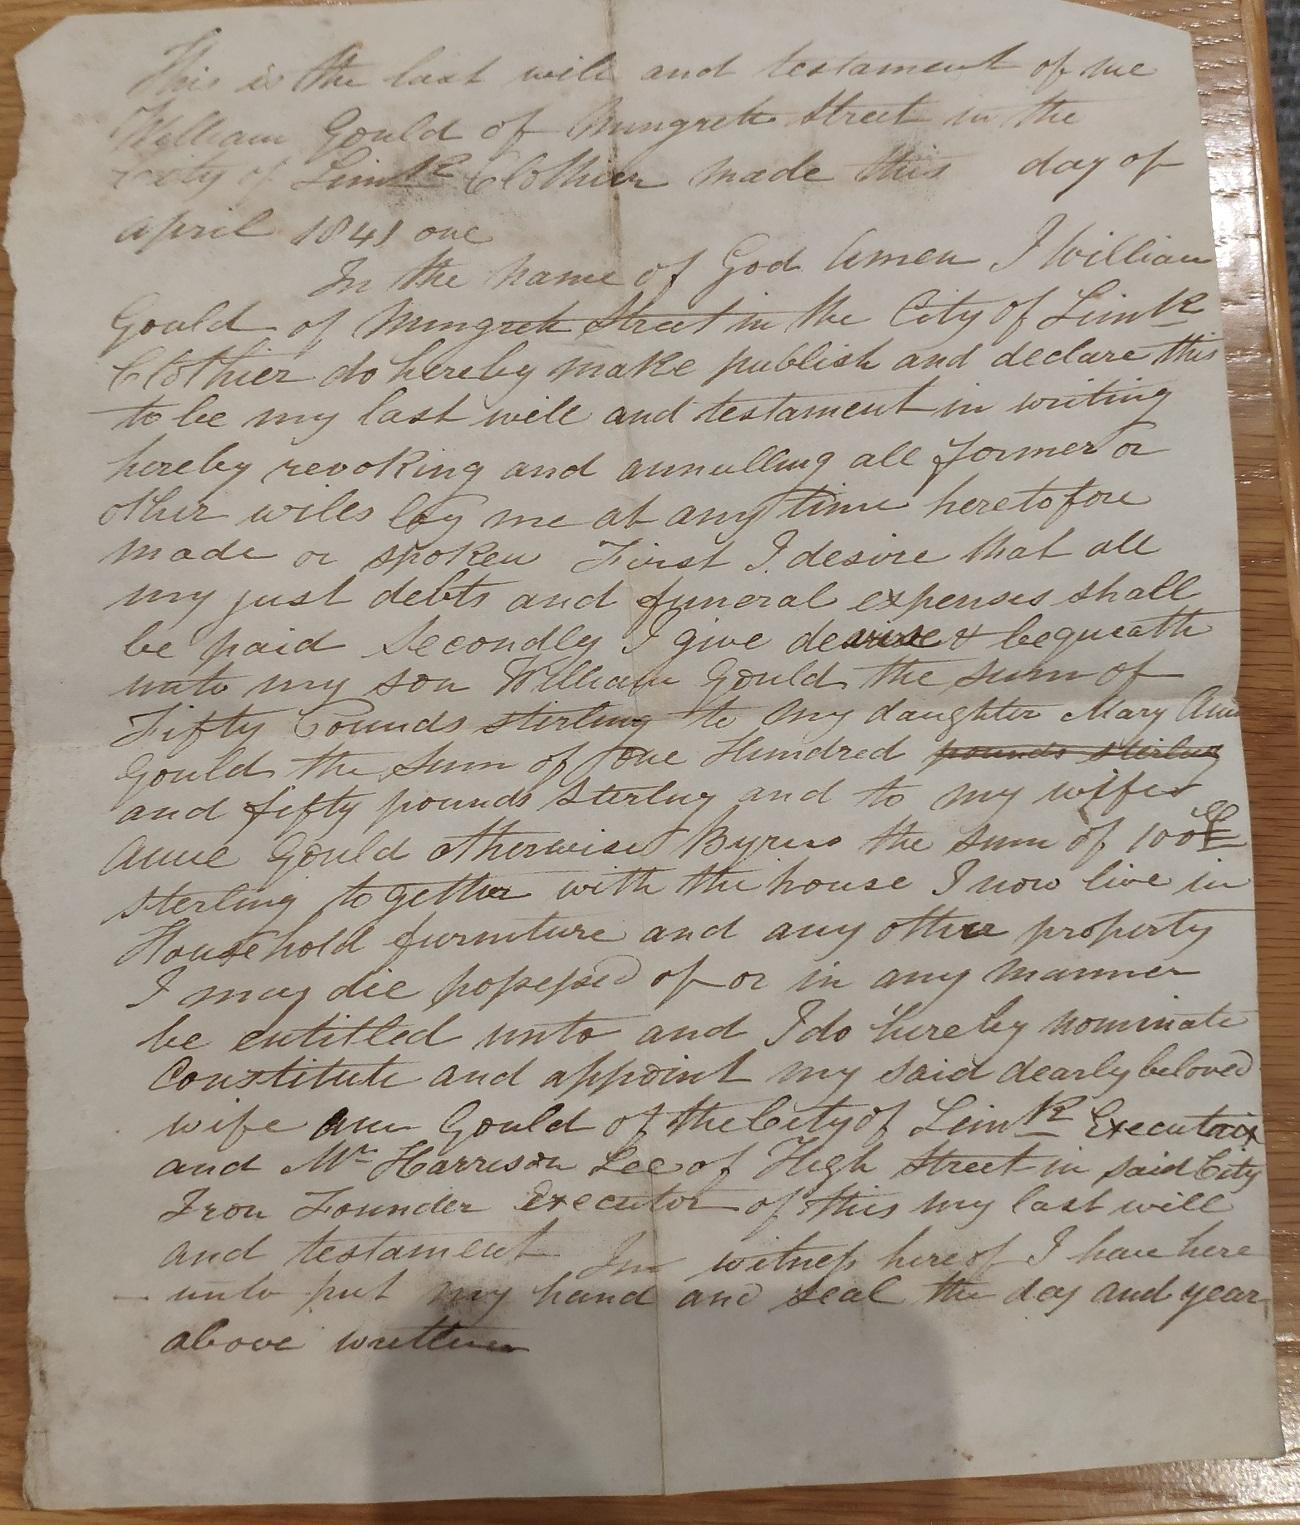 This is the last will and testament of me
William Gould of Mungrett Street in the
City of Limk Clothier made this day of
april 1841 one
In the name of God Amen I William
Gould of Mungrett Street in the City of Limk
Clothier do hereby make publish and declare this
to be my last will and testament in writing
hereby revoking and annulling all former or
other wills by me at any time heretofore
made or spoken First I desire that all
my just debts and funeral expenses shall
be paid Secondly I give devise & bequeath
unto my son William Gould the sum of
Fifty Pounds sterling to my daughter Mary Ann
Gould the sum of one Hundred pounds sterling
and fifty pounds sterling and to my wife
Anne Gould otherwise Byrns the sum of 100£
sterling together with the house I now live in
Household furniture and any other property
I may die possessed of or in any manner
be entitled unto and I do hereby nominate
Constitute and appoint my said dearly beloved
wife Ann Gould of the City of Limk Executrix
and Mr Harrison Lee of High Street in said City
Iron Founder Executor of this my last will
and testament In witness hereof I have here
unto put my hand and seal the day and year
above written